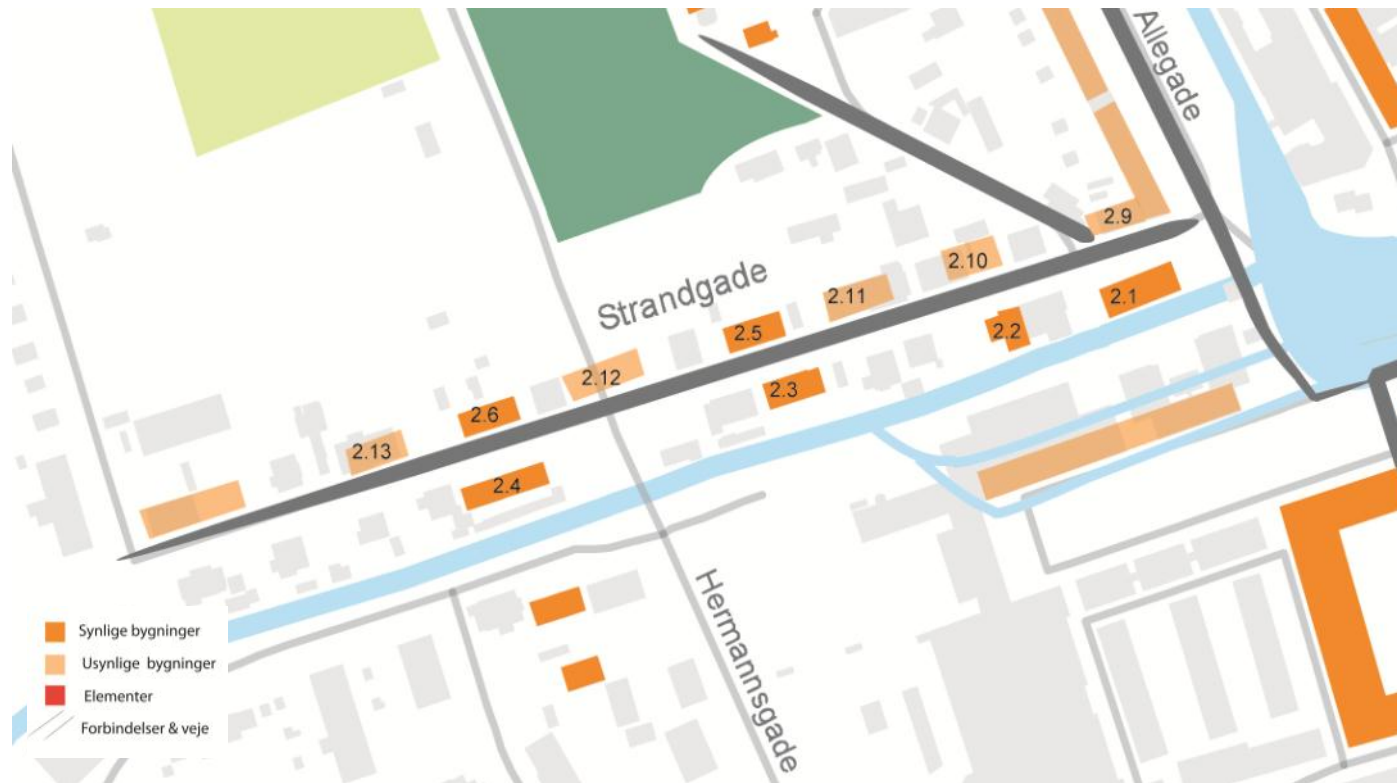 Allegade
2.9
2.10
Strandgade
2.11
2.1
2.5
2.2
2.12
2.3
2.6
2.13
2.4
Hermannsgade
Synlige bygninger
Usynlige bygninger
Elementer
Forbindelser & veje